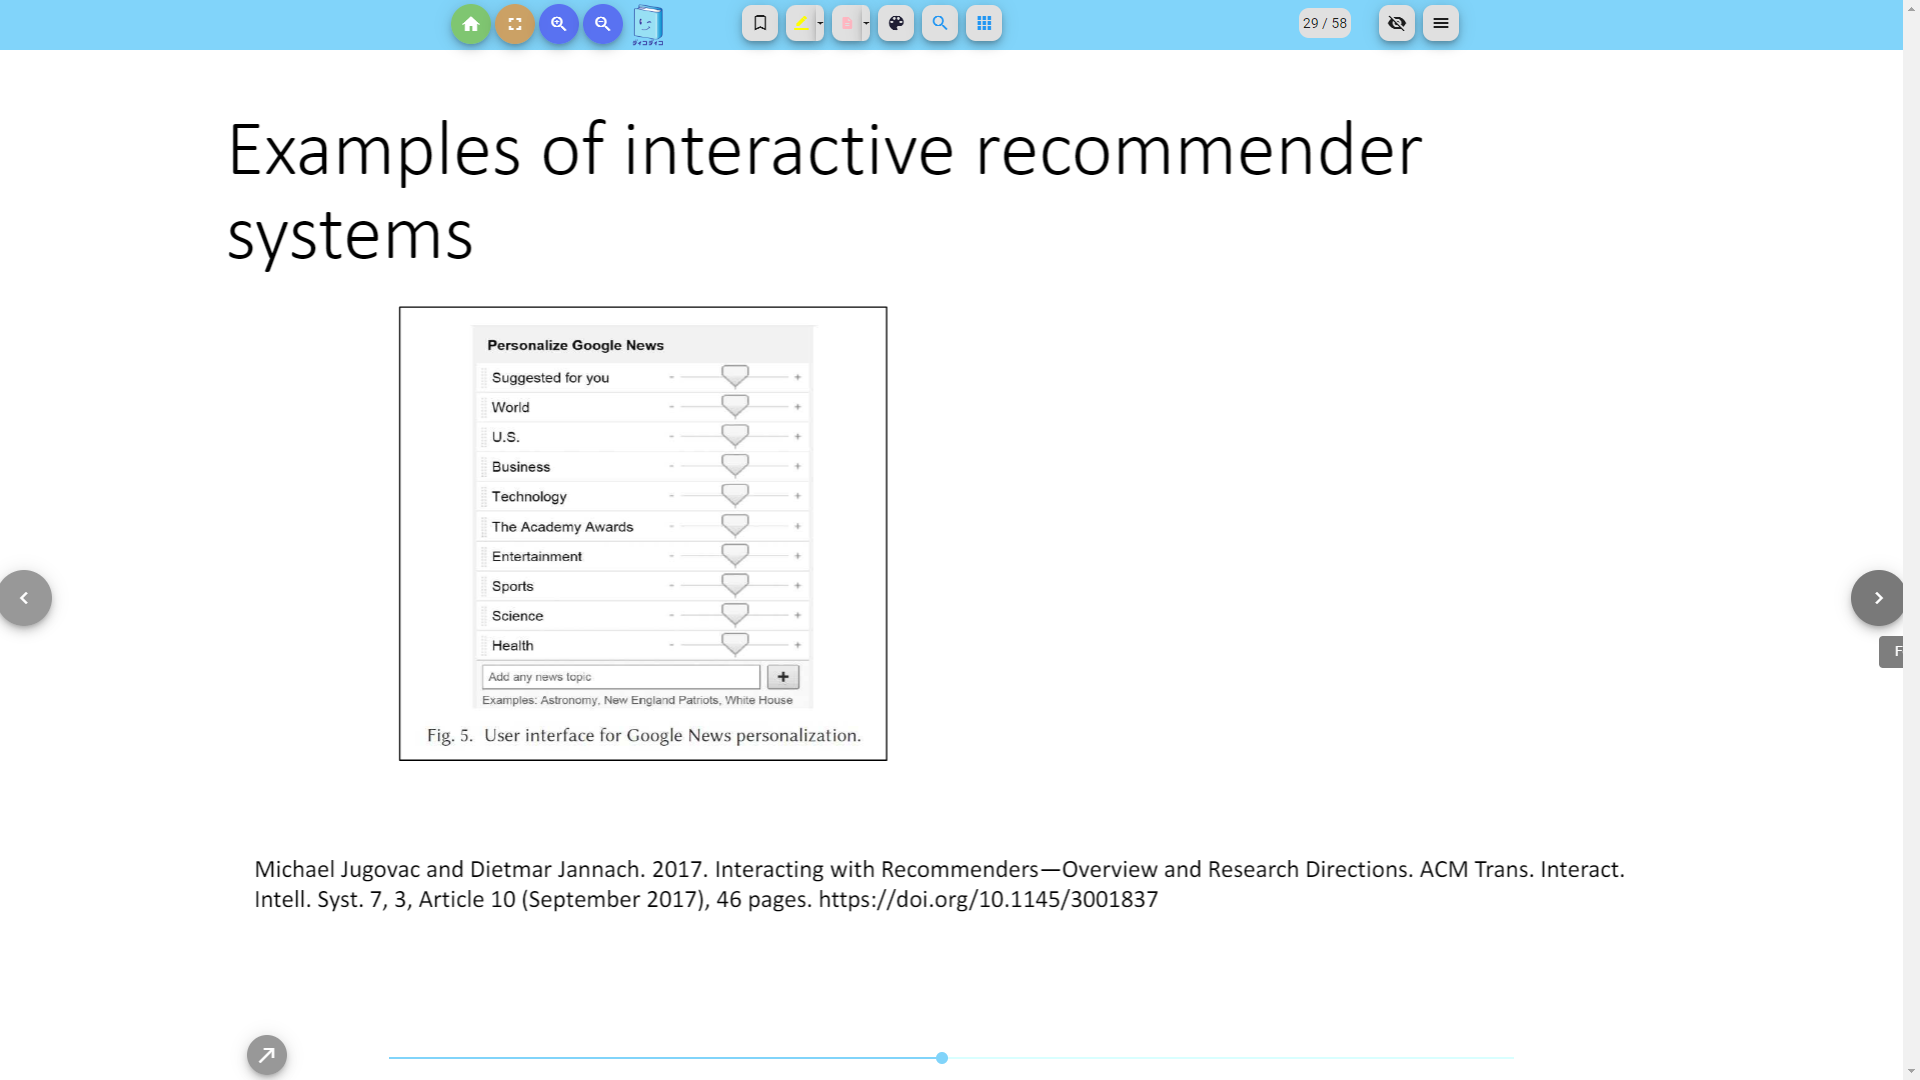 29 / 58
Examples of interactive recommender
systems
Personalize Google News
Suggested for you - +
World - +
U.S. - +
Business - +
Technology - +
The Academy Awards - +
Entertainment - +
Sports - +
Science - +
Health - +
Add any news topic +
Examples: Astronomy, New England Patriots, White House
Fig. 5. User interface for Google News personalization.
F
Michael Jugovac and Dietmar Jannach. 2017. Interacting with Recommenders—Overview and Research Directions. ACM Trans. Interact.
Intell. Syst. 7, 3, Article 10 (September 2017), 46 pages. https://doi.org/10.1145/3001837